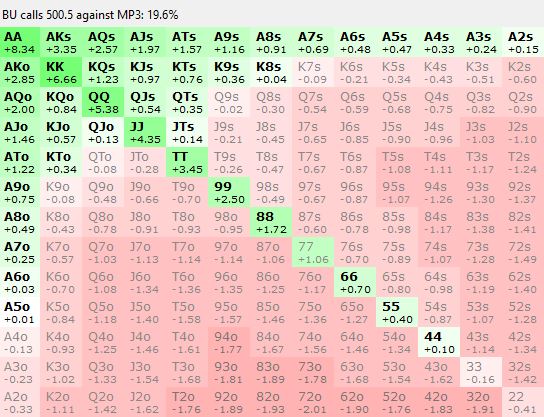 BU calls 500.5 against MP3: 19.6%
AA AKs AQs AJs ATs A9s A8s A7s A6s A5s A4s A3s A2s
+8.34 +3.35 +2.57 +1.97 +1.57 +1.16 +0.91 +0.69 +0.48 +0.47 +0.33 +0.24 +0.15
AKo KK KQs KJs KTs K9s K8s K7s K6s K5s K4s K3s K2s
+2.85 +6.66 +1.23 +0.97 +0.76 +0.36 +0.04 -0.09 -0.21 -0.34 -0.43 -0.51 -0.60
AQo KQo QQ QJs QTs Q9s Q8s Q7s Q6s Q5s Q4s Q3s Q2s
+2.00 +0.84 +5.38 +0.54 +0.35 -0.02 -0.30 -0.54 -0.59 -0.68 -0.75 -0.82 -0.90
AJo KJo QJo JJ JTs J9s J8s J7s J6s J5s J4s J3s J2s
+1.46 +0.57 +0.13 +4.35 +0.14 -0.21 -0.45 -0.65 -0.85 -0.90 -0.96 -1.03 -1.10
ATo KTo QTo JTo TT T9s T8s T7s T6s T5s T4s T3s T2s
+1.22 +0.34 -0.08 -0.28 +3.45 -0.26 -0.47 -0.67 -0.85 -1.08 -1.11 -1.17 -1.24
A9o K9o Q9o J9o T9o 99 98s 97s 96s 95s 94s 93s 92s
+0.75 -0.08 -0.48 -0.66 -0.70 +2.50 -0.49 -0.67 -0.87 -1.07 -1.26 -1.30 -1.37
A8o K8o Q8o J8o T8o 98o 88 87s 86s 85s 84s 83s 82s
+0.49 -0.43 -0.78 -0.91 -0.93 -0.95 +1.72 -0.60 -0.78 -0.98 -1.17 -1.38 -1.41
A7o K7o Q7o J7o T7o 97o 87o 77 76s 75s 74s 73s 72s
+0.25 -0.57 -1.03 -1.13 -1.14 -1.14 -1.06 +1.06 -0.70 -0.89 -1.07 -1.28 -1.49
A6o K6o Q6o J6o T6o 96o 86o 76o 66 65s 64s 63s 62s
+0.03 -0.70 -1.08 -1.34 -1.34 -1.35 -1.25 -1.17 +0.70 -0.80 -0.98 -1.19 -1.40
A5o K5o Q5o J5o T5o 95o 85o 75o 65o 55 54s 53s 52s
+0.01 -0.84 -1.18 -1.40 -1.58 -1.57 -1.46 -1.36 -1.27 +0.40 -0.87 -1.07 -1.28
A4o K4o Q4o J4o T4o 94o 84o 74o 64o 54o 44 43s 42s
-0.13 -0.93 -1.25 -1.46 -1.61 -1.77 -1.67 -1.56 -1.46 -1.34 +0.10 -1.14 -1.34
A3o K3o Q3o J3o T3o 93o 83o 73o 63o 53o 43o 33 32s
-0.23 -1.02 -1.33 -1.54 -1.68 -1.81 -1.89 -1.78 -1.68 -1.55 -1.63 -0.16 -1.42
A2o K2o Q2o J2o T2o 92o 82o 72o 62o 52o 42o 32o 22
-0.33 -1.11 -1.42 -1.62 -1.76 -1.89 -1.93 -2.01 -1.90 -1.76 -1.83 -1.92 -0.41